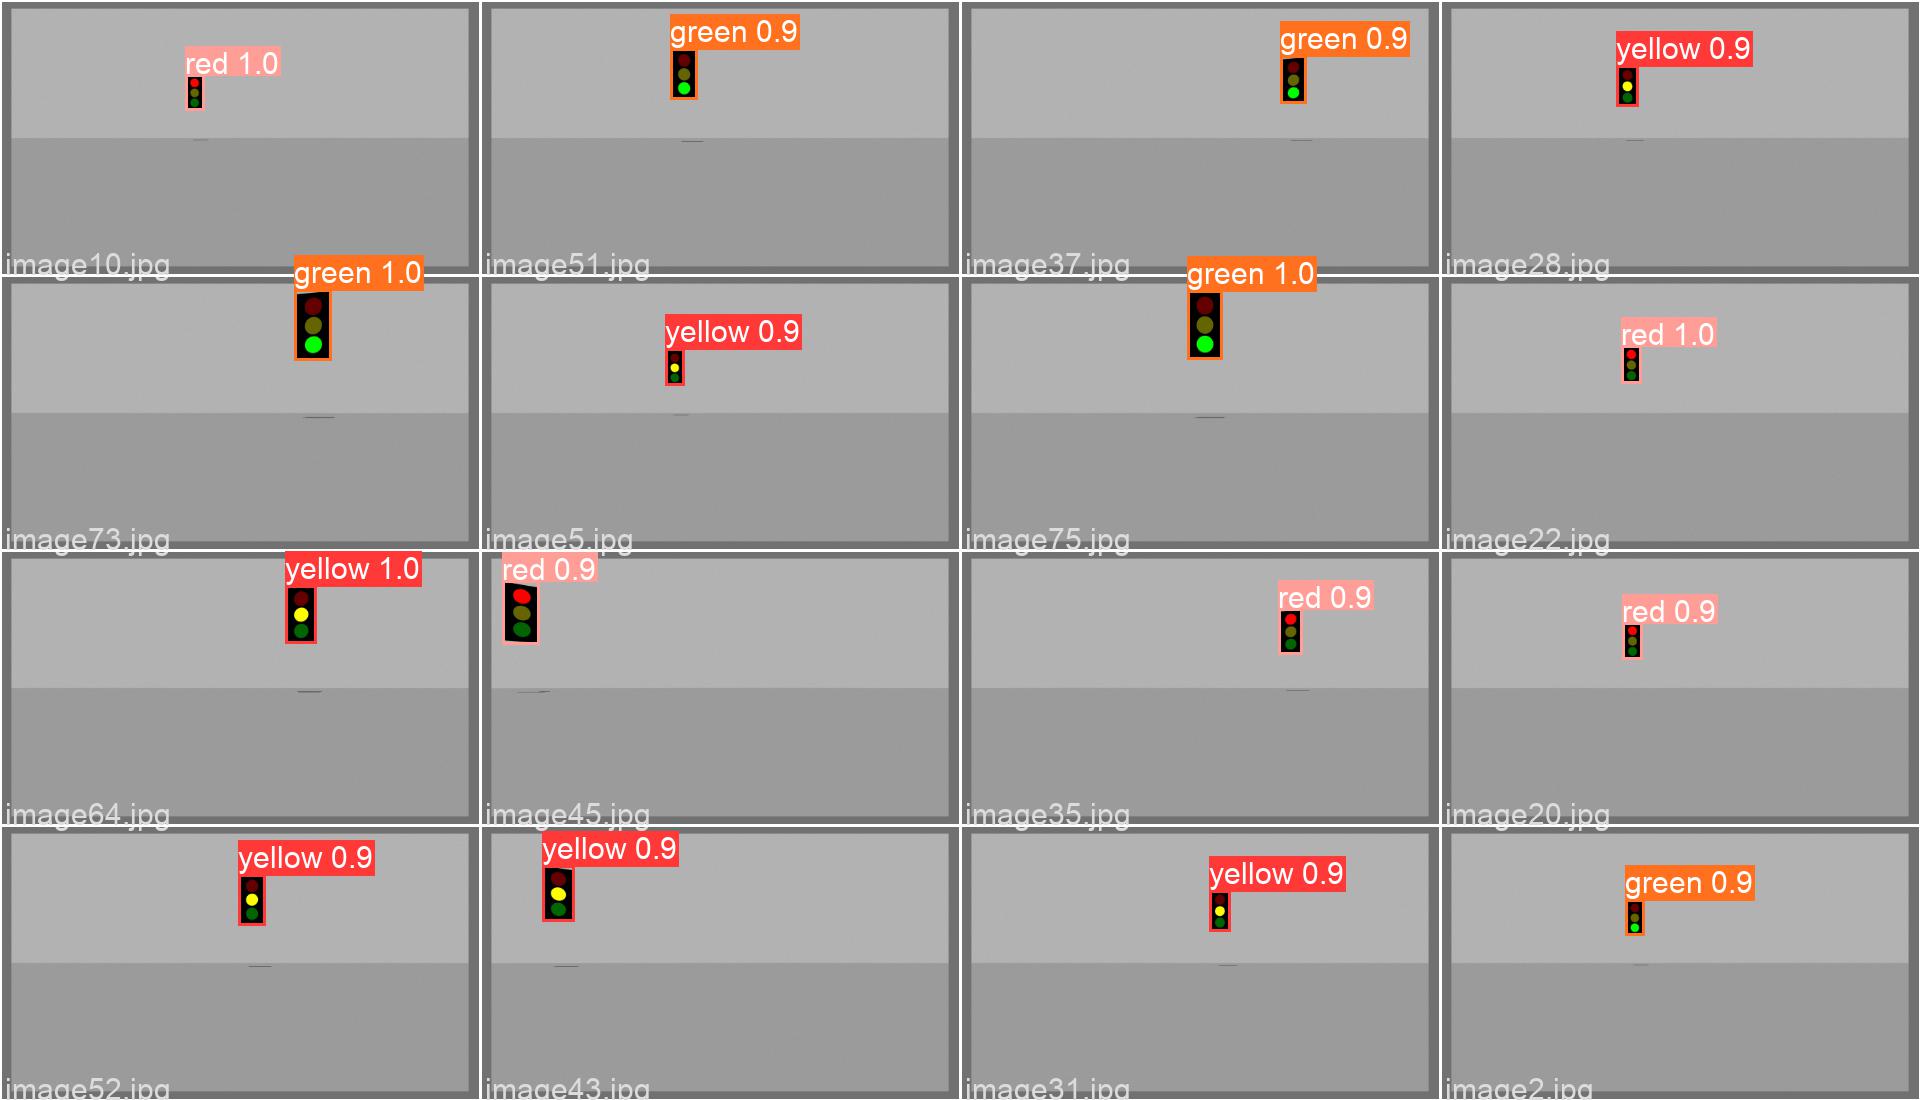 red 1.0
green 0.9
green 0.9
yellow 0.9
image10.jpg
image51.jpg
image37.jpg
image28.jpg
green 1.0
yellow 0.9
green 1.0
red 1.0
image73.jpg
image5.jpg
image75.jpg
image22.jpg
yellow 1.0
red 0.9
red 0.9
red 0.9
image64.jpg
image45.jpg
image35.jpg
image20.jpg
yellow 0.9
yellow 0.9
yellow 0.9
green 0.9
image52.jpg
image43.jpg
image31.jpg
image2.jpg